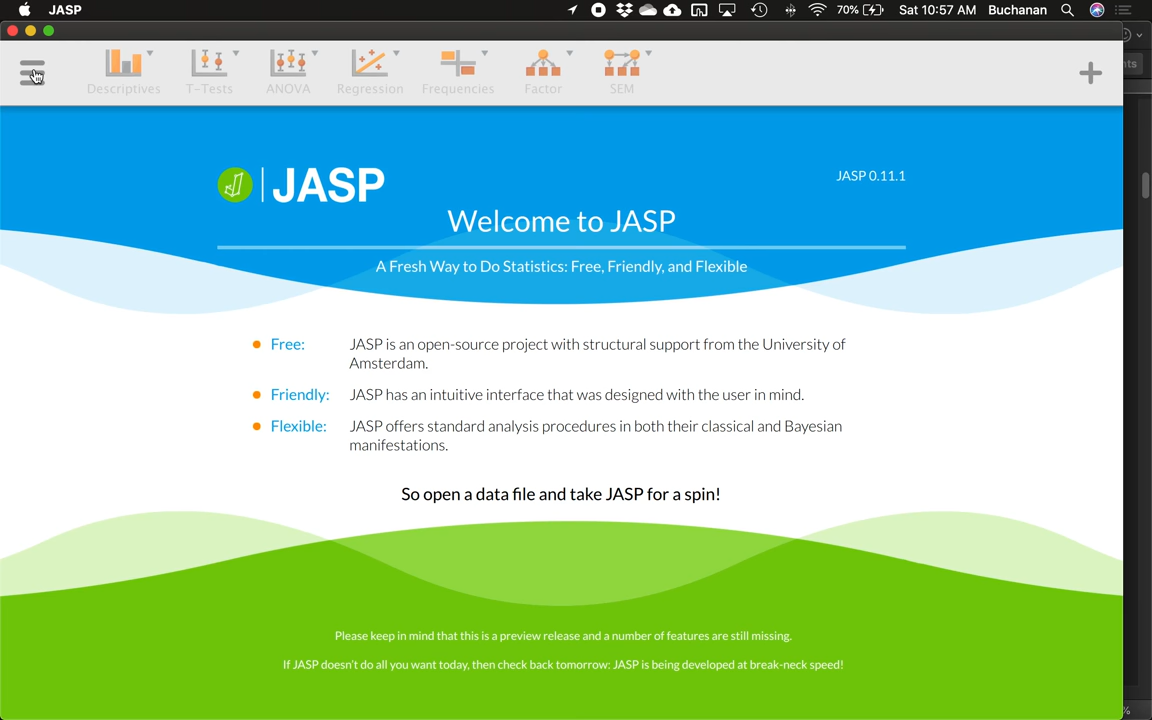 JASP
70%
Sat 10:57 AM
Buchanan
nts
Descriptives
T-Tests
ANOVA
Regression
Frequencies
Factor
SEM
JASP
JASP 0.11.1
Welcome to JASP
A Fresh Way to Do Statistics: Free, Friendly, and Flexible
Free: JASP is an open-source project with structural support from the University of
Amsterdam.
Friendly: JASP has an intuitive interface that was designed with the user in mind.
Flexible: JASP offers standard analysis procedures in both their classical and Bayesian
manifestations.
So open a data file and take JASP for a spin!
Please keep in mind that this is a preview release and a number of features are still missing.
If JASP doesn't do all you want today, then check back tomorrow: JASP is being developed at break-neck speed!
%